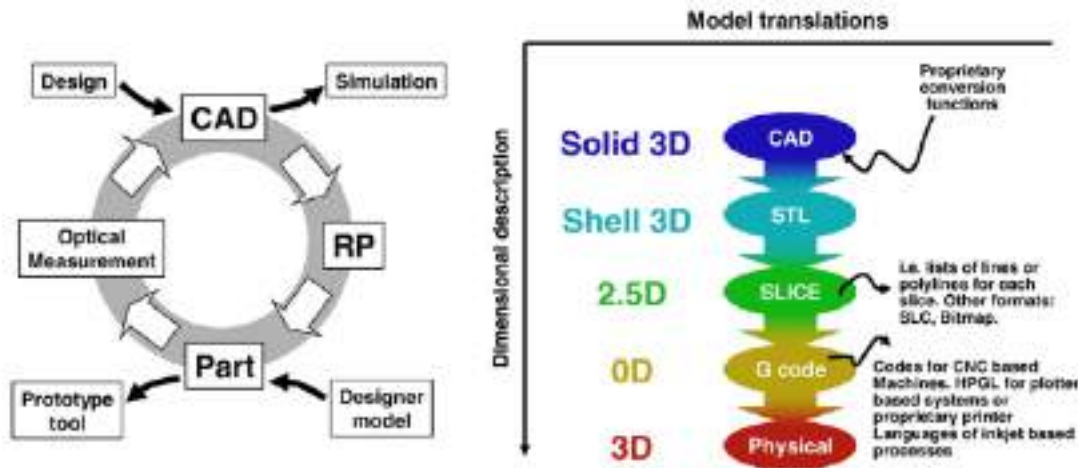 Design
Simulation
CAD
Optical
Measurement
RP
Part
Prototype
tool
Designer
model
Model translations
Dimensional description
Proprietary
conversion
functions
Solid 3D
CAD
Shell 3D
STL
2.5D
SLICE
i.e. lists of lines or
polylines for each
slice. Other formats:
SLC, Bitmap.
0D
G code
Codes for CNC based
Machines. HPGL for plotter
based systems or
proprietary printer
Languages of inkjet based
processes
3D
Physical